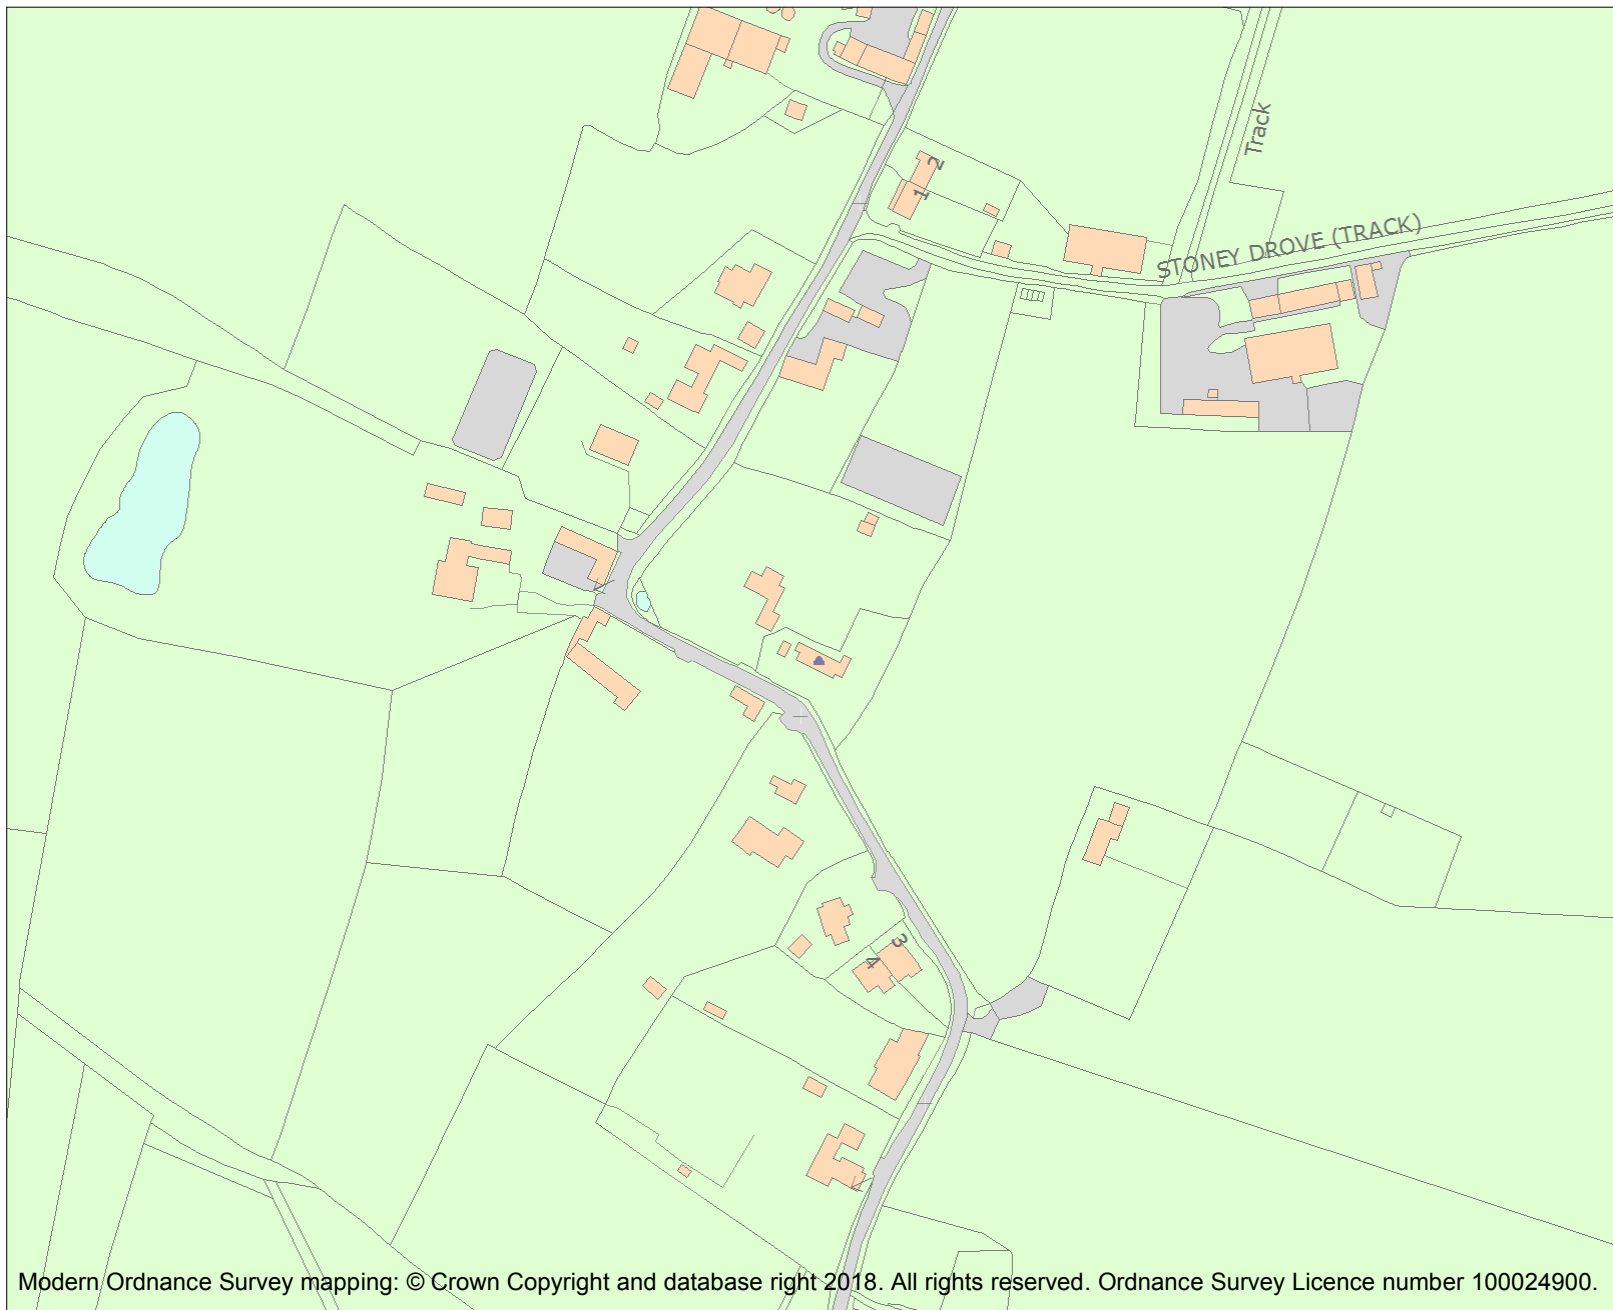 Track
2
1
STONEY DROVE (TRACK)
3
4
Modern Ordnance Survey mapping: © Crown Copyright and database right 2018. All rights reserved. Ordnance Survey Licence number 100024900.